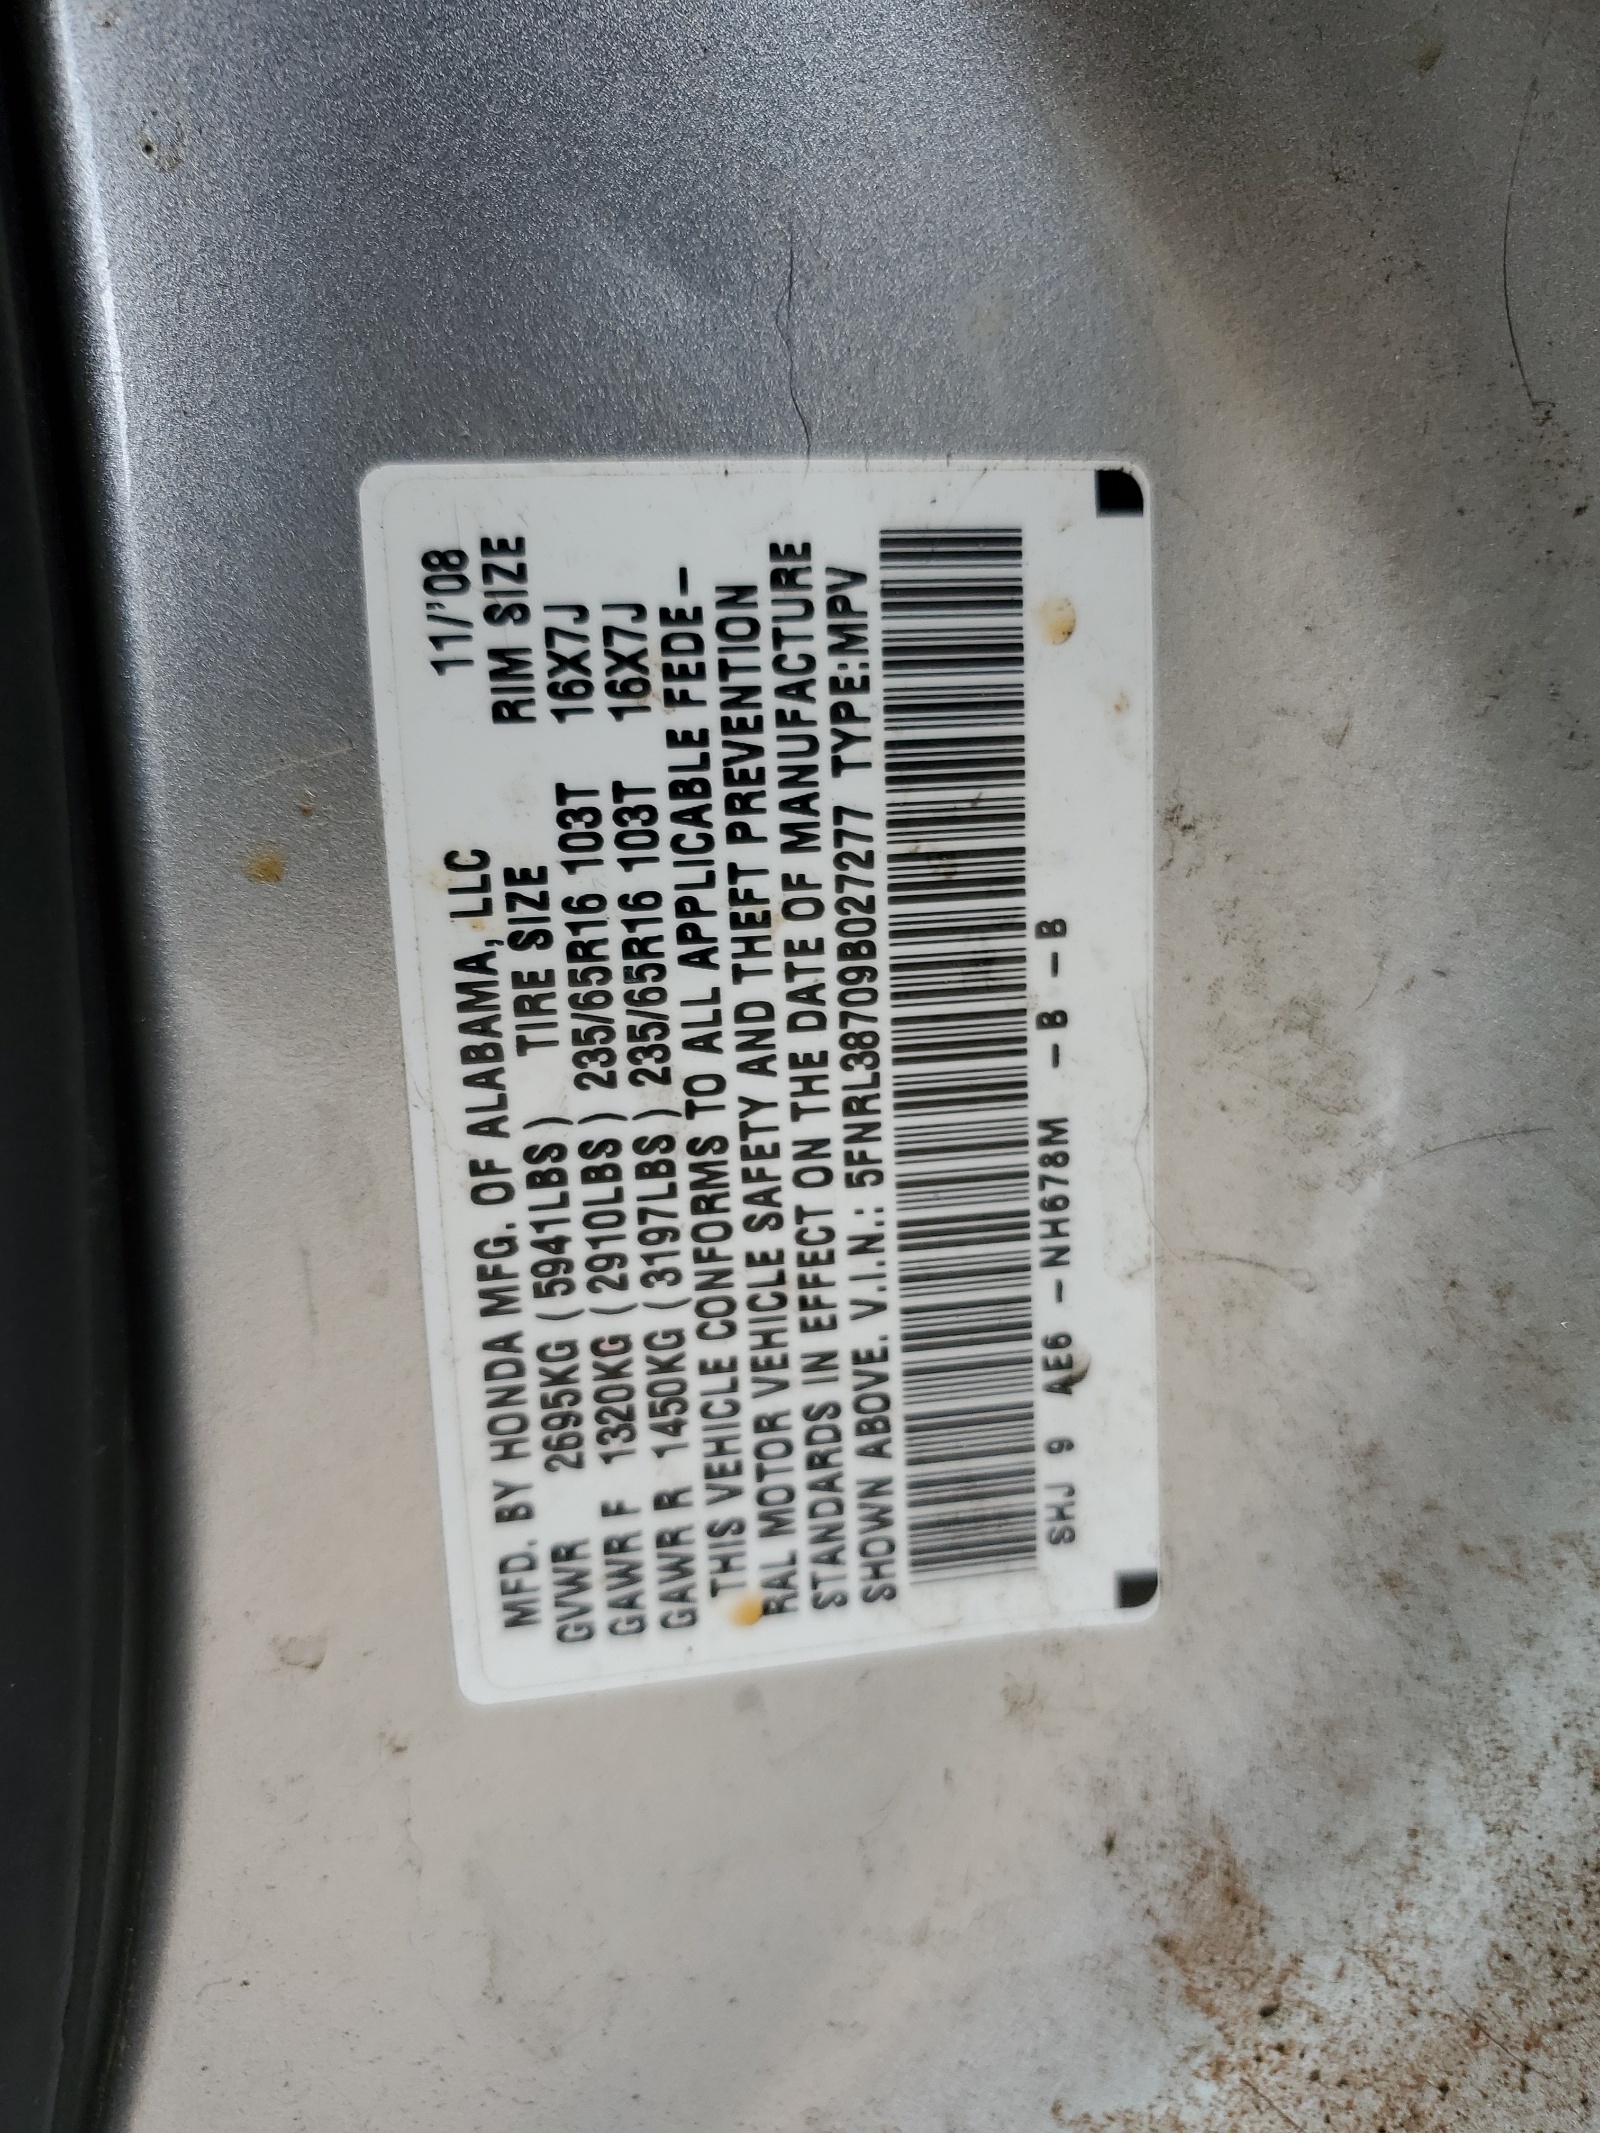 MFD. BY HONDA MFG. OF ALABAMA, LLC 11/'08
GVWR 2695KG (5941LBS) TIRE SIZE RIM SIZE
GAWR F 1320KG (2910LBS) 235/65R16 103T 16X7J
GAWR R 1450KG (3197LBS) 235/65R16 103T 16X7J
THIS VEHICLE CONFORMS TO ALL APPLICABLE FEDE-
RAL MOTOR VEHICLE SAFETY AND THEFT PREVENTION
STANDARDS IN EFFECT ON THE DATE OF MANUFACTURE
SHOWN ABOVE. V.I.N.: 5FNRL38709B027277 TYPE:MPV
SHJ 9 AE6 -NH678M -B -B